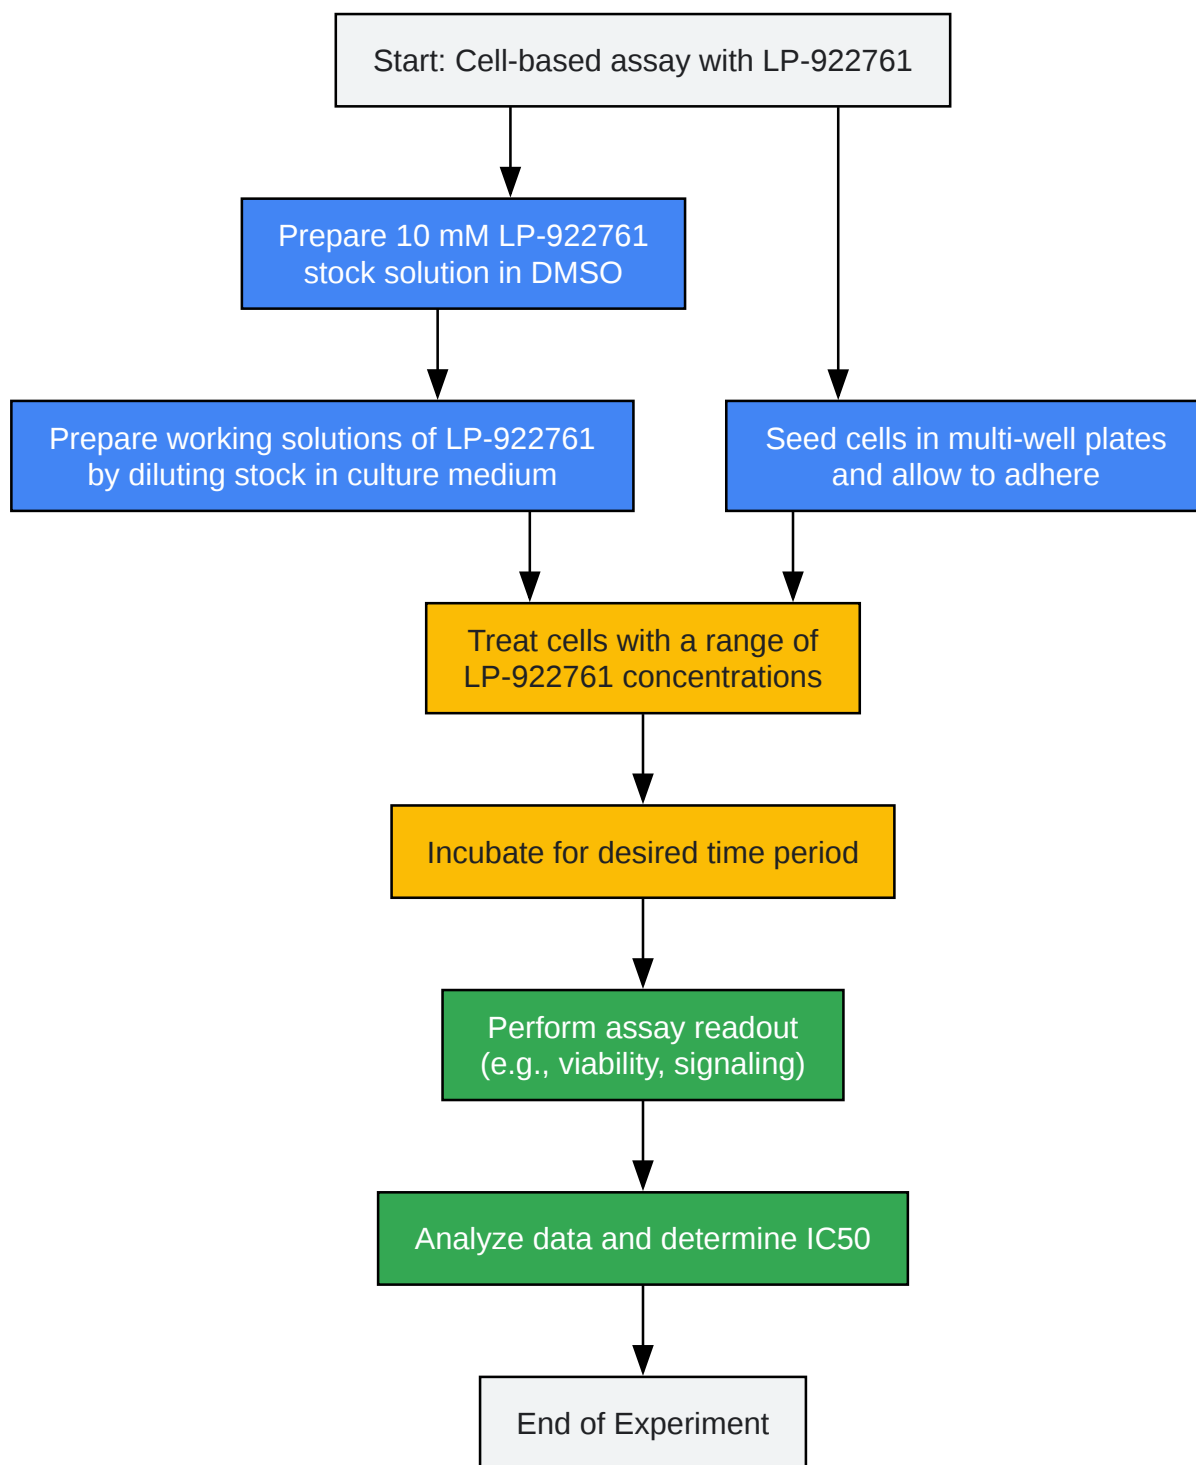 Start: Cell-based assay with LP-922761
Prepare 10 mM LP-922761
stock solution in DMSO
Prepare working solutions of LP-922761
by diluting stock in culture medium
Seed cells in multi-well plates
and allow to adhere
Treat cells with a range of
LP-922761 concentrations
Incubate for desired time period
Perform assay readout
(e.g., viability, signaling)
Analyze data and determine IC50
End of Experiment